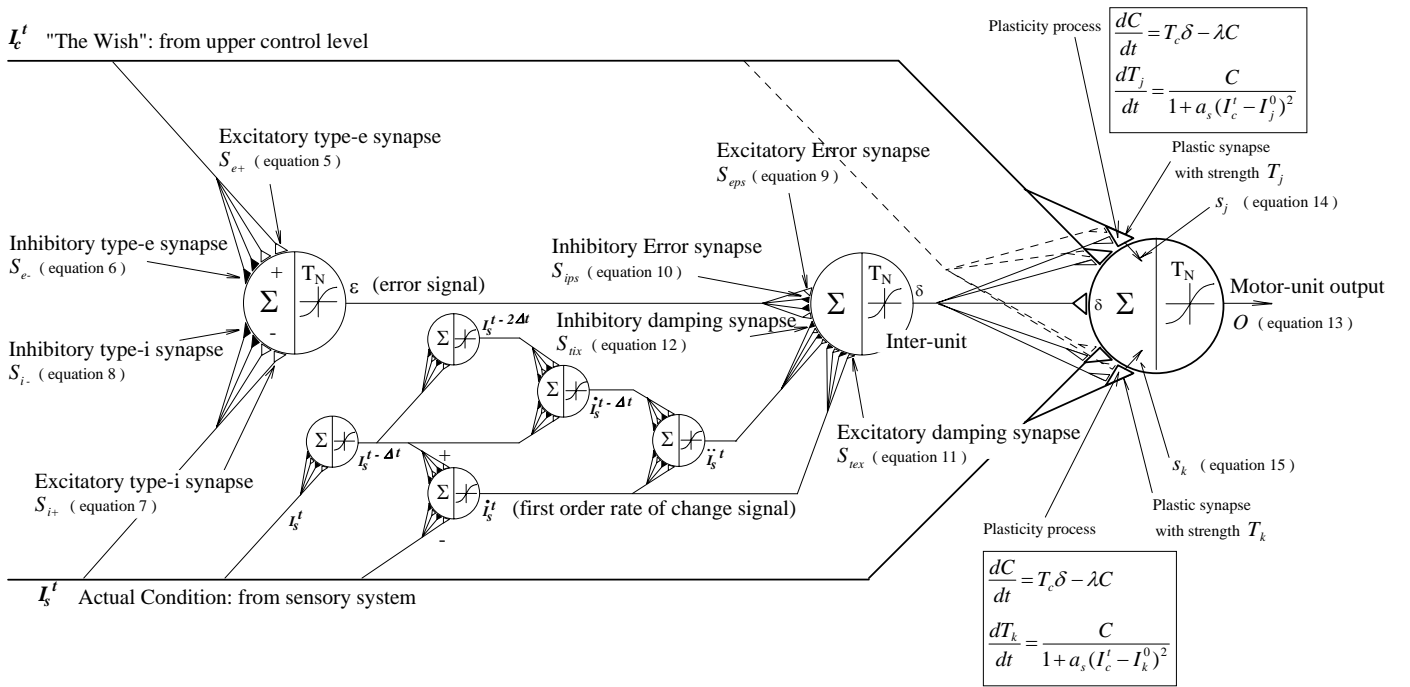 I_c^t "The Wish": from upper control level
Plasticity process
dC/dt = T_c δ − λC
dT_j/dt = C / (1 + a_s (I_c^t − I_j^0)^2)
Excitatory type-e synapse
S_e+ ( equation 5 )
Excitatory Error synapse
S_eps ( equation 9 )
Plastic synapse
with strength T_j
s_j ( equation 14 )
Inhibitory type-e synapse
S_e- ( equation 6 )
Inhibitory Error synapse
S_ips ( equation 10 )
+
Σ
-
T_N
ε (error signal)
Σ
T_N
δ
Inter-unit
δ
Σ
T_N
Motor-unit output
O ( equation 13 )
Inhibitory damping synapse
S_tix ( equation 12 )
Inhibitory type-i synapse
S_i- ( equation 8 )
Σ
I_s^t-2Δt
Σ
İ_s^t-Δt
Σ
I_s^t-Δt
Σ
Ï_s^t
Excitatory damping synapse
S_tex ( equation 11 )
s_k ( equation 15 )
Excitatory type-i synapse
S_i+ ( equation 7 )
I_s^t
+
Σ
-
İ_s^t (first order rate of change signal)
Plasticity process
Plastic synapse
with strength T_k
I_s^t Actual Condition: from sensory system
dC/dt = T_c δ − λC
dT_k/dt = C / (1 + a_s (I_c^t − I_k^0)^2)